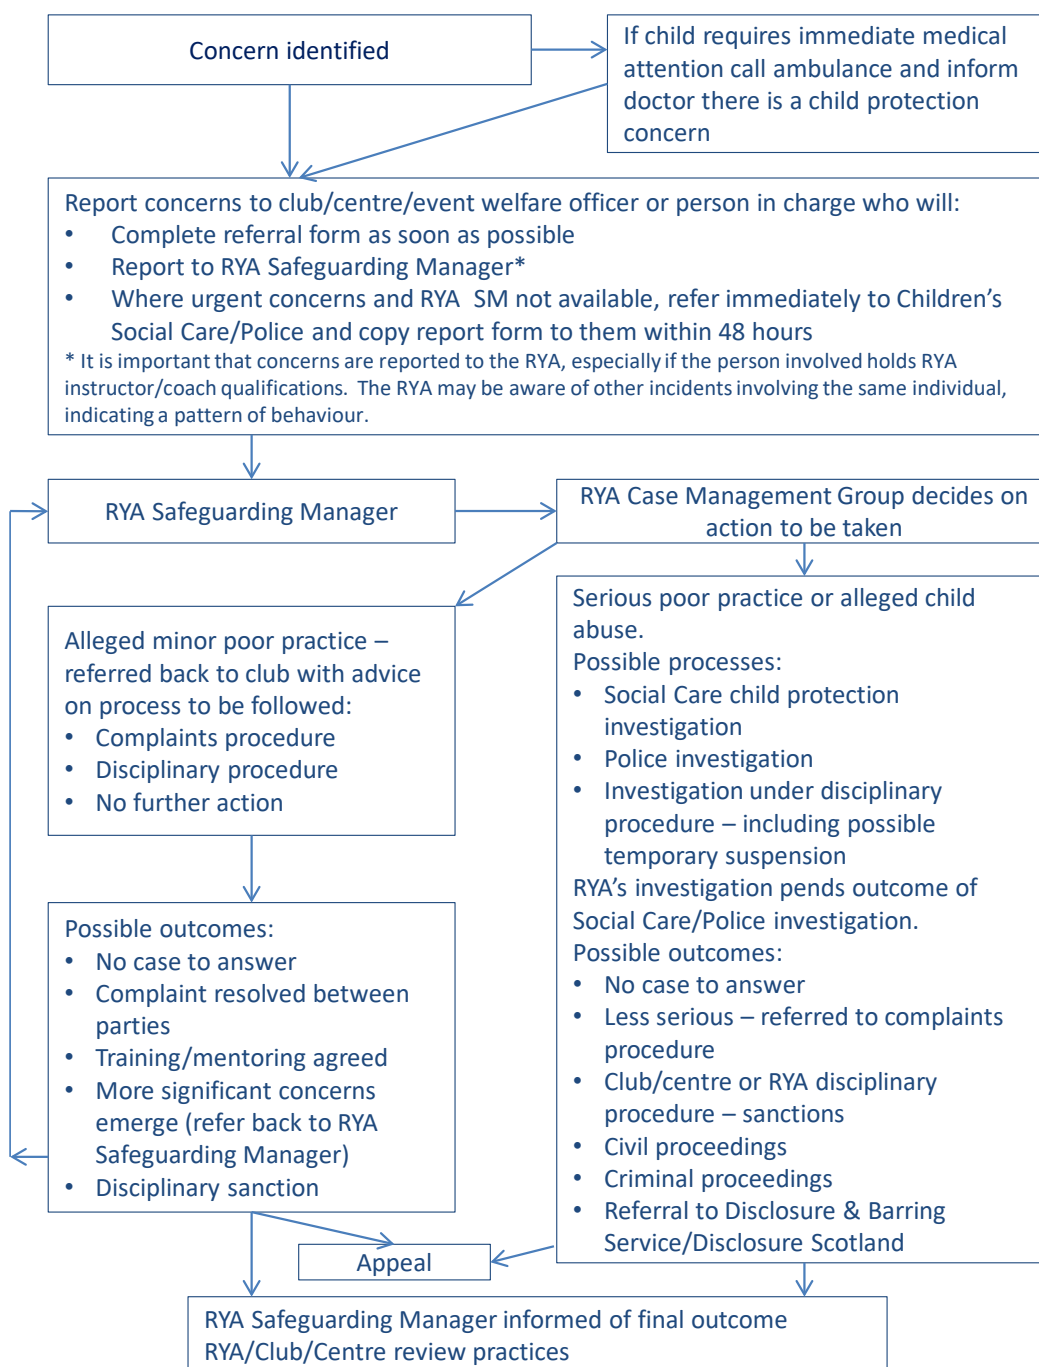 Concern identified
If child requires immediate medical
attention call ambulance and inform
doctor there is a child protection
concern
Report concerns to club/centre/event welfare officer or person in charge who will:
• Complete referral form as soon as possible
• Report to RYA Safeguarding Manager*
• Where urgent concerns and RYA SM not available, refer immediately to Children’s
Social Care/Police and copy report form to them within 48 hours
* It is important that concerns are reported to the RYA, especially if the person involved holds RYA
instructor/coach qualifications. The RYA may be aware of other incidents involving the same individual,
indicating a pattern of behaviour.
RYA Safeguarding Manager
RYA Case Management Group decides on
action to be taken
Alleged minor poor practice –
referred back to club with advice
on process to be followed:
• Complaints procedure
• Disciplinary procedure
• No further action
Serious poor practice or alleged child
abuse.
Possible processes:
• Social Care child protection
investigation
• Police investigation
• Investigation under disciplinary
procedure – including possible
temporary suspension
RYA’s investigation pends outcome of
Social Care/Police investigation.
Possible outcomes:
• No case to answer
• Less serious – referred to complaints
procedure
• Club/centre or RYA disciplinary
procedure – sanctions
• Civil proceedings
• Criminal proceedings
• Referral to Disclosure & Barring
Service/Disclosure Scotland
Possible outcomes:
• No case to answer
• Complaint resolved between
parties
• Training/mentoring agreed
• More significant concerns
emerge (refer back to RYA
Safeguarding Manager)
• Disciplinary sanction
Appeal
RYA Safeguarding Manager informed of final outcome
RYA/Club/Centre review practices